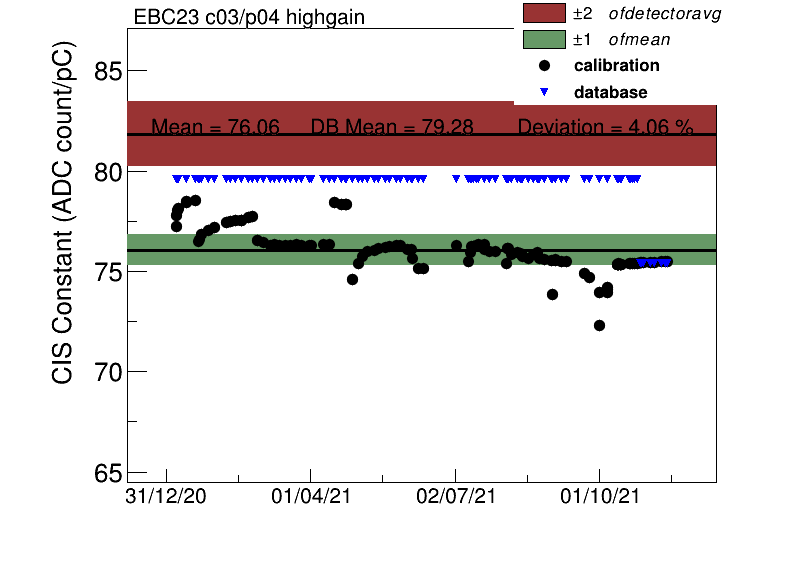 EBC23 c03/p04 highgain
±2 ofdetectoravg
±1 ofmean
calibration
database
Mean = 76.06 DB Mean = 79.28 Deviation = 4.06 %
CIS Constant (ADC count/pC)
85
80
75
70
65
31/12/20 01/04/21 02/07/21 01/10/21